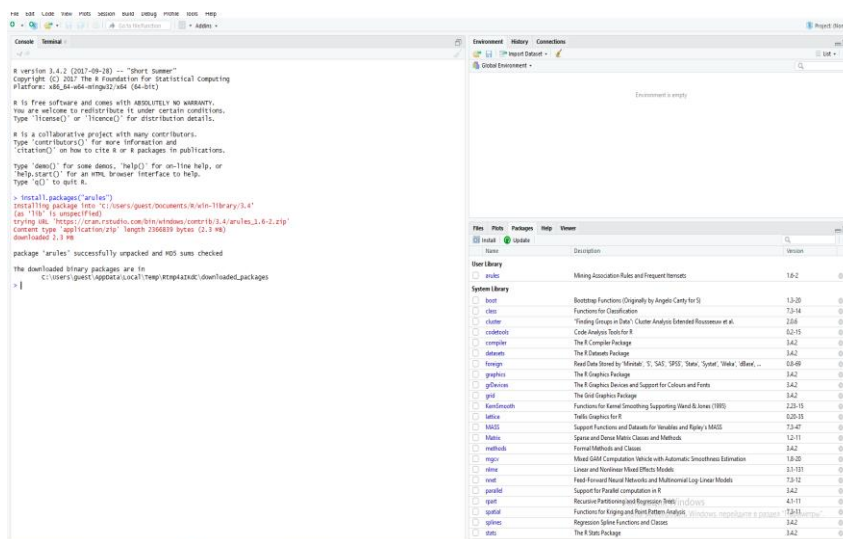 File Edit Code View Plots Session Build Debug Profile Tools Help
Go to file/function
Addins
Project: (None
Console Terminal
R version 3.4.2 (2017-09-28) -- "Short Summer"
Copyright (C) 2017 The R Foundation for Statistical Computing
Platform: x86_64-w64-mingw32/x64 (64-bit)
R is free software and comes with ABSOLUTELY NO WARRANTY.
You are welcome to redistribute it under certain conditions.
Type 'license()' or 'licence()' for distribution details.
R is a collaborative project with many contributors.
Type 'contributors()' for more information and
'citation()' on how to cite R or R packages in publications.
Type 'demo()' for some demos, 'help()' for on-line help, or
'help.start()' for an HTML browser interface to help.
Type 'q()' to quit R.
> install.packages("arules")
Installing package into 'C:/Users/guest/Documents/R/win-library/3.4'
(as 'lib' is unspecified)
trying URL 'https://cran.rstudio.com/bin/windows/contrib/3.4/arules_1.6-2.zip'
Content type 'application/zip' length 2366839 bytes (2.3 MB)
downloaded 2.3 MB
package 'arules' successfully unpacked and MD5 sums checked
The downloaded binary packages are in
C:\Users\guest\AppData\Local\Temp\\downloaded_packages
>
Environment History Connections
Import Dataset
List
Global Environment
Environment is empty
Files Plots Packages Help Viewer
Install Update
Name Description Version
User Library
arules Mining Association Rules and Frequent Itemsets 1.6-2
System Library
boot Bootstrap Functions (Originally by Angelo Canty for S) 1.3-20
class Functions for Classification 7.3-14
cluster "Finding Groups in Data": Cluster Analysis Extended Rousseeuw et al. 2.0.6
codetools Code Analysis Tools for R 0.2-15
compiler The R Compiler Package 3.4.2
datasets The R Datasets Package 3.4.2
foreign Read Data Stored by 'Minitab', 'S', 'SAS', 'SPSS', 'Stata', 'Systat', 'Weka', 'dBase', ... 0.8-69
graphics The R Graphics Package 3.4.2
grDevices The R Graphics Devices and Support for Colours and Fonts 3.4.2
grid The Grid Graphics Package 3.4.2
KernSmooth Functions for Kernel Smoothing Supporting Wand & Jones (1995) 2.23-15
lattice Trellis Graphics for R 0.20-35
MASS Support Functions and Datasets for Venables and Ripley's MASS 7.3-47
Matrix Sparse and Dense Matrix Classes and Methods 1.2-11
methods Formal Methods and Classes 3.4.2
mgcv Mixed GAM Computation Vehicle with Automatic Smoothness Estimation 1.8-20
nlme Linear and Nonlinear Mixed Effects Models 3.1-131
nnet Feed-Forward Neural Networks and Multinomial Log-Linear Models 7.3-12
parallel Support for Parallel computation in R 3.4.2
rpart Recursive Partitioning and Regression Trees 4.1-11
Windows
spatial Functions for Kriging and Point Pattern Analysis 7.3-11
Windows, перейдите в раздел "Параметры".
splines Regression Spline Functions and Classes 3.4.2
stats The R Stats Package 3.4.2